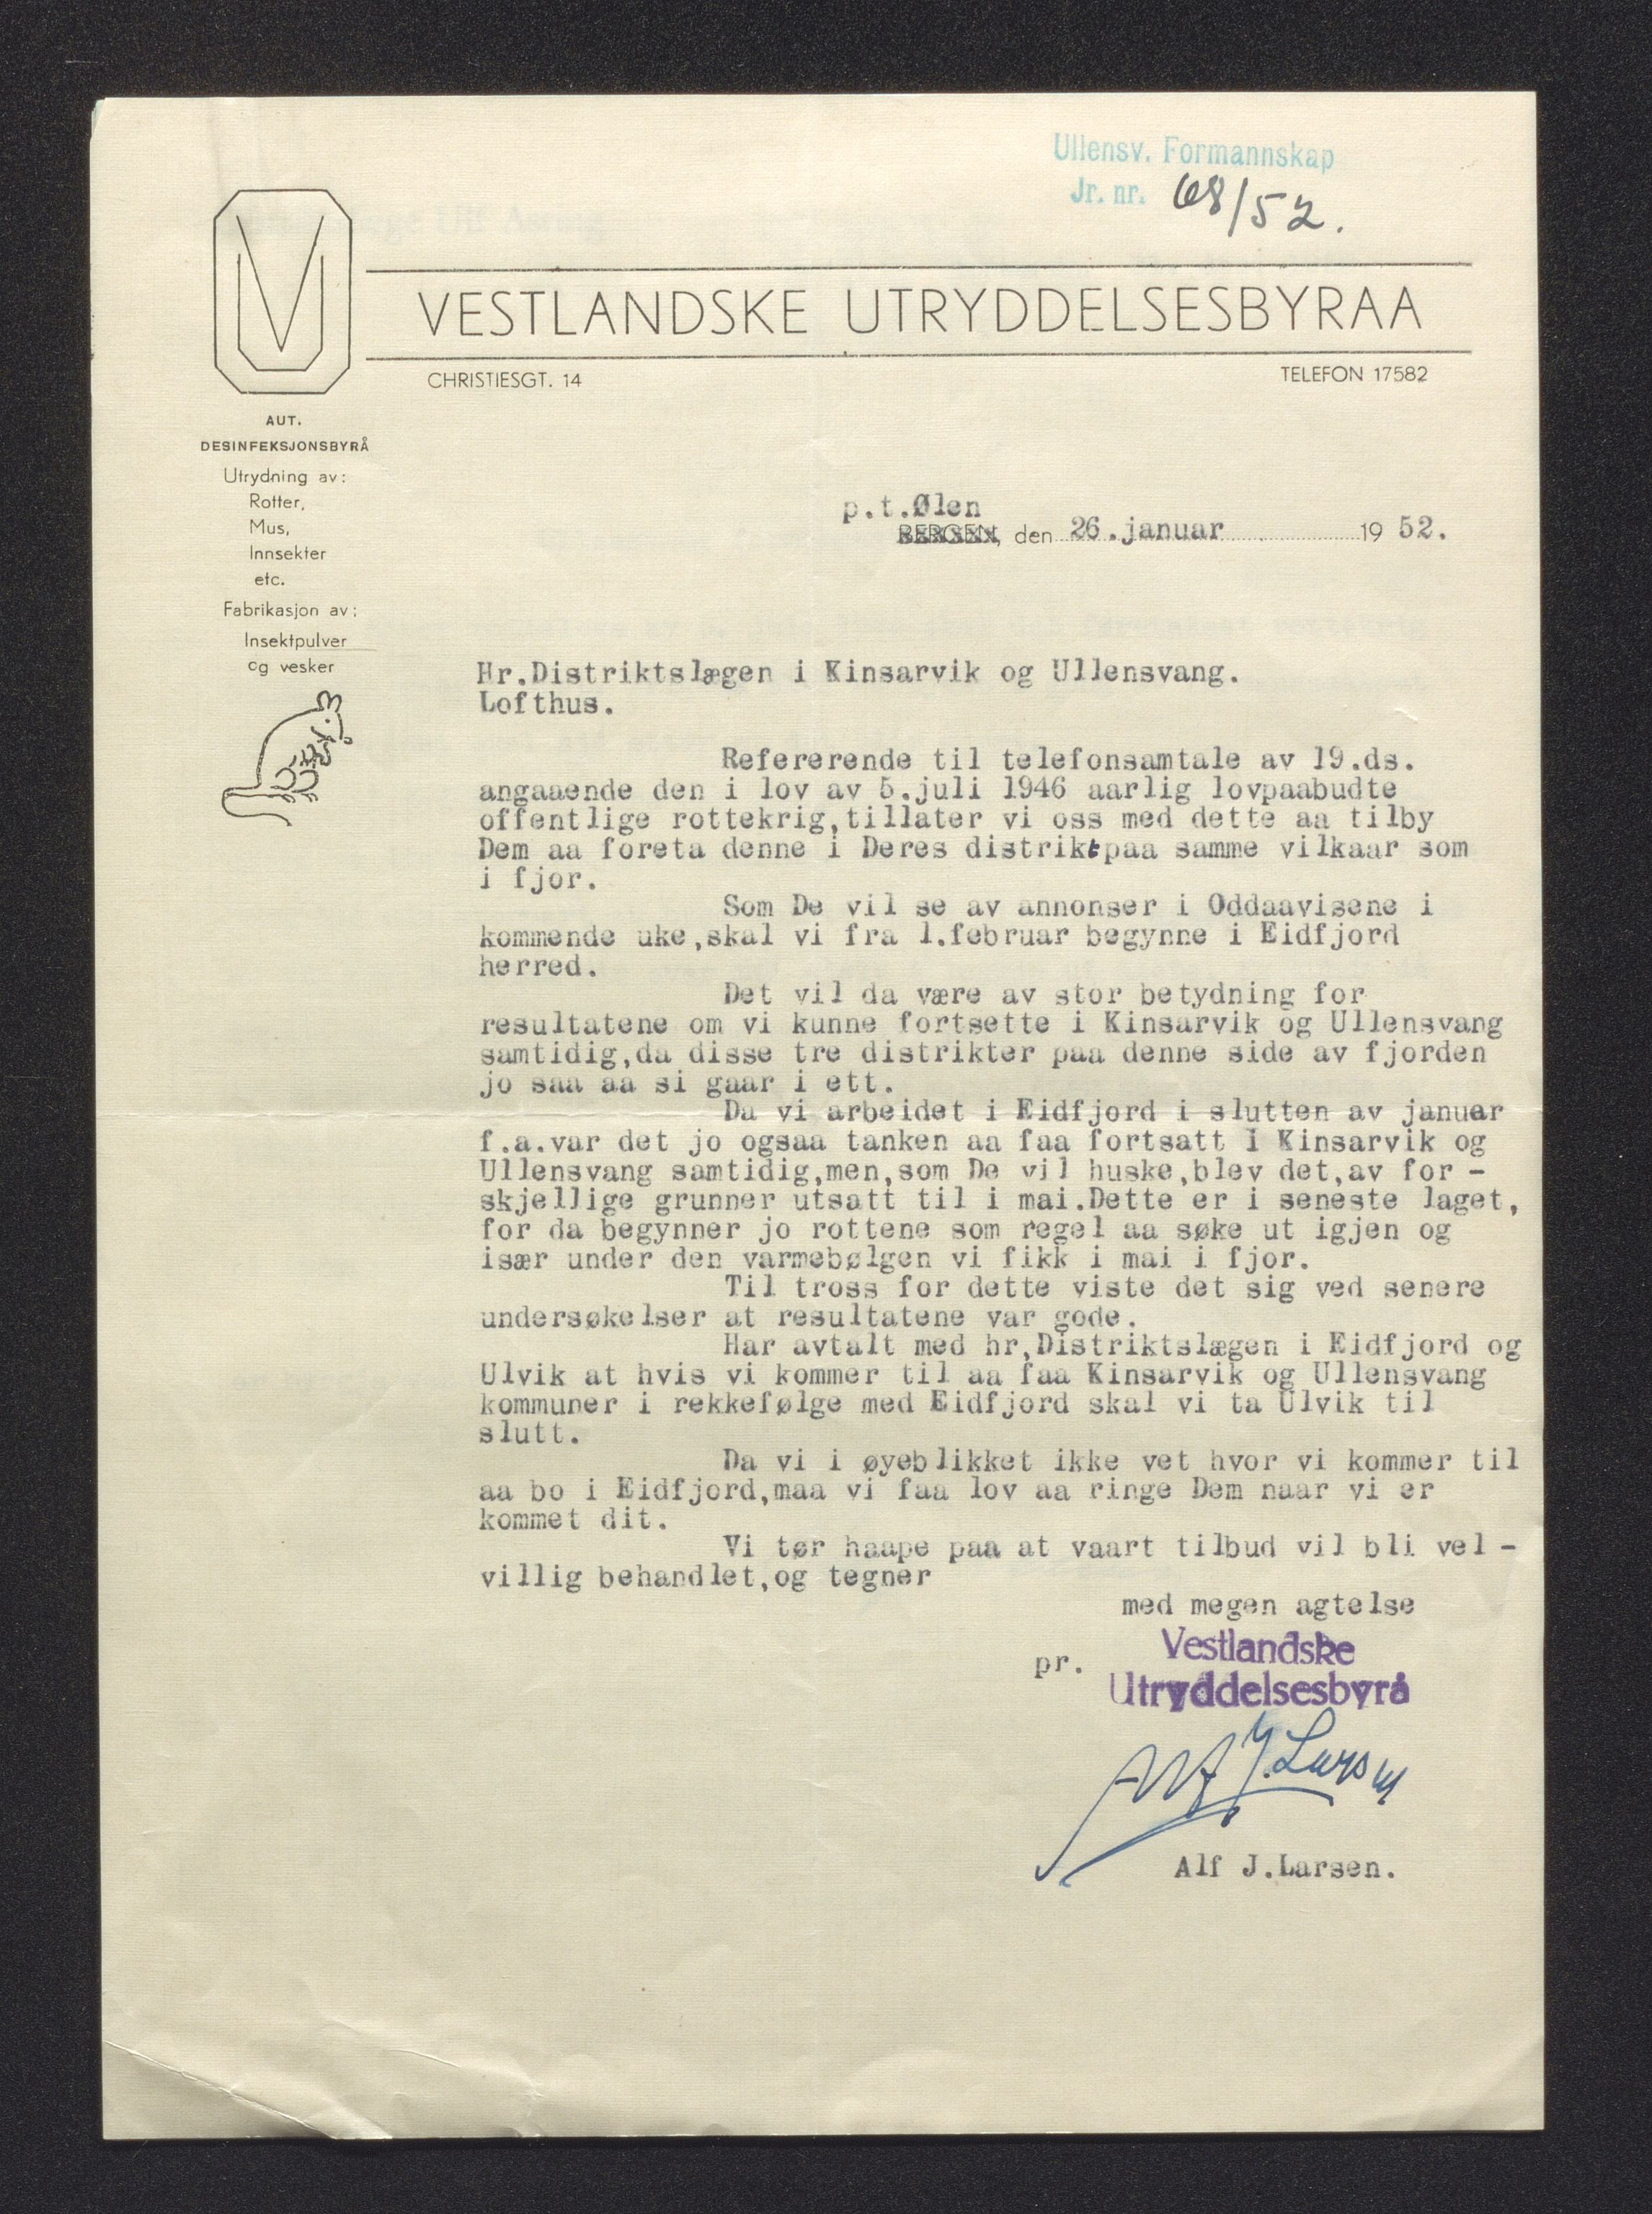 Ullensv. Formannskap
Jr. nr. 68/52.
VESTLANDSKE UTRYDDELSESBYRAA
CHRISTIESGT. 14
TELEFON 17582
AUT.
DESINFEKSJONSBYRÅ
Utrydning av:
Rotter,
Mus,
Innsekter
etc.
Fabrikasjon av:
Insektpulver
og vesker
p.t.Ølen
BERGEN, den 26.januar 1952.
Hr.Distriktslægen i Kinsarvik og Ullensvang.
Lofthus.
Refererende til telefonsamtale av 19.ds.
angaaende den i lov av 5.juli 1946 aarlig lovpaabudte
offentlige rottekrig,tillater vi oss med dette aa tilby
Dem aa foreta denne i Deres distriktpaa samme vilkaar som
i fjor.
Som De vil se av annonser i Oddaavisene i
kommende uke,skal vi fra 1.februar begynne i Eidfjord
herred.
Det vil da være av stor betydning for
resultatene om vi kunne fortsette i Kinsarvik og Ullensvang
samtidig,da disse tre distrikter paa denne side av fjorden
jo saa aa si gaar i ett.
Da vi arbeidet i Eidfjord i slutten av januar
f.a.var det jo ogsaa tanken aa faa fortsatt i Kinsarvik og
Ullensvang samtidig,men,som De vil huske,blev det,av for -
skjellige grunner utsatt til i mai.Dette er i seneste laget,
for da begynner jo rottene som regel aa søke ut igjen og
især under den varmebølgen vi fikk i mai i fjor.
Til tross for dette viste det sig ved senere
undersøkelser at resultatene var gode.
Har avtalt med hr,Distriktslægen i Eidfjord og
Ulvik at hvis vi kommer til aa faa Kinsarvik og Ullensvang
kommuner i rekkefølge med Eidfjord skal vi ta Ulvik til
slutt.
Da vi i øyeblikket ikke vet hvor vi kommer til
aa bo i Eidfjord,maa vi faa lov aa ringe Dem naar vi er
kommet dit.
Vi tør haape paa at vaart tilbud vil bli vel -
villig behandlet,og tegner
med megen agtelse
pr. Vestlandske
Utryddelsesbyrå
Alf J. Larsen
Alf J.Larsen.